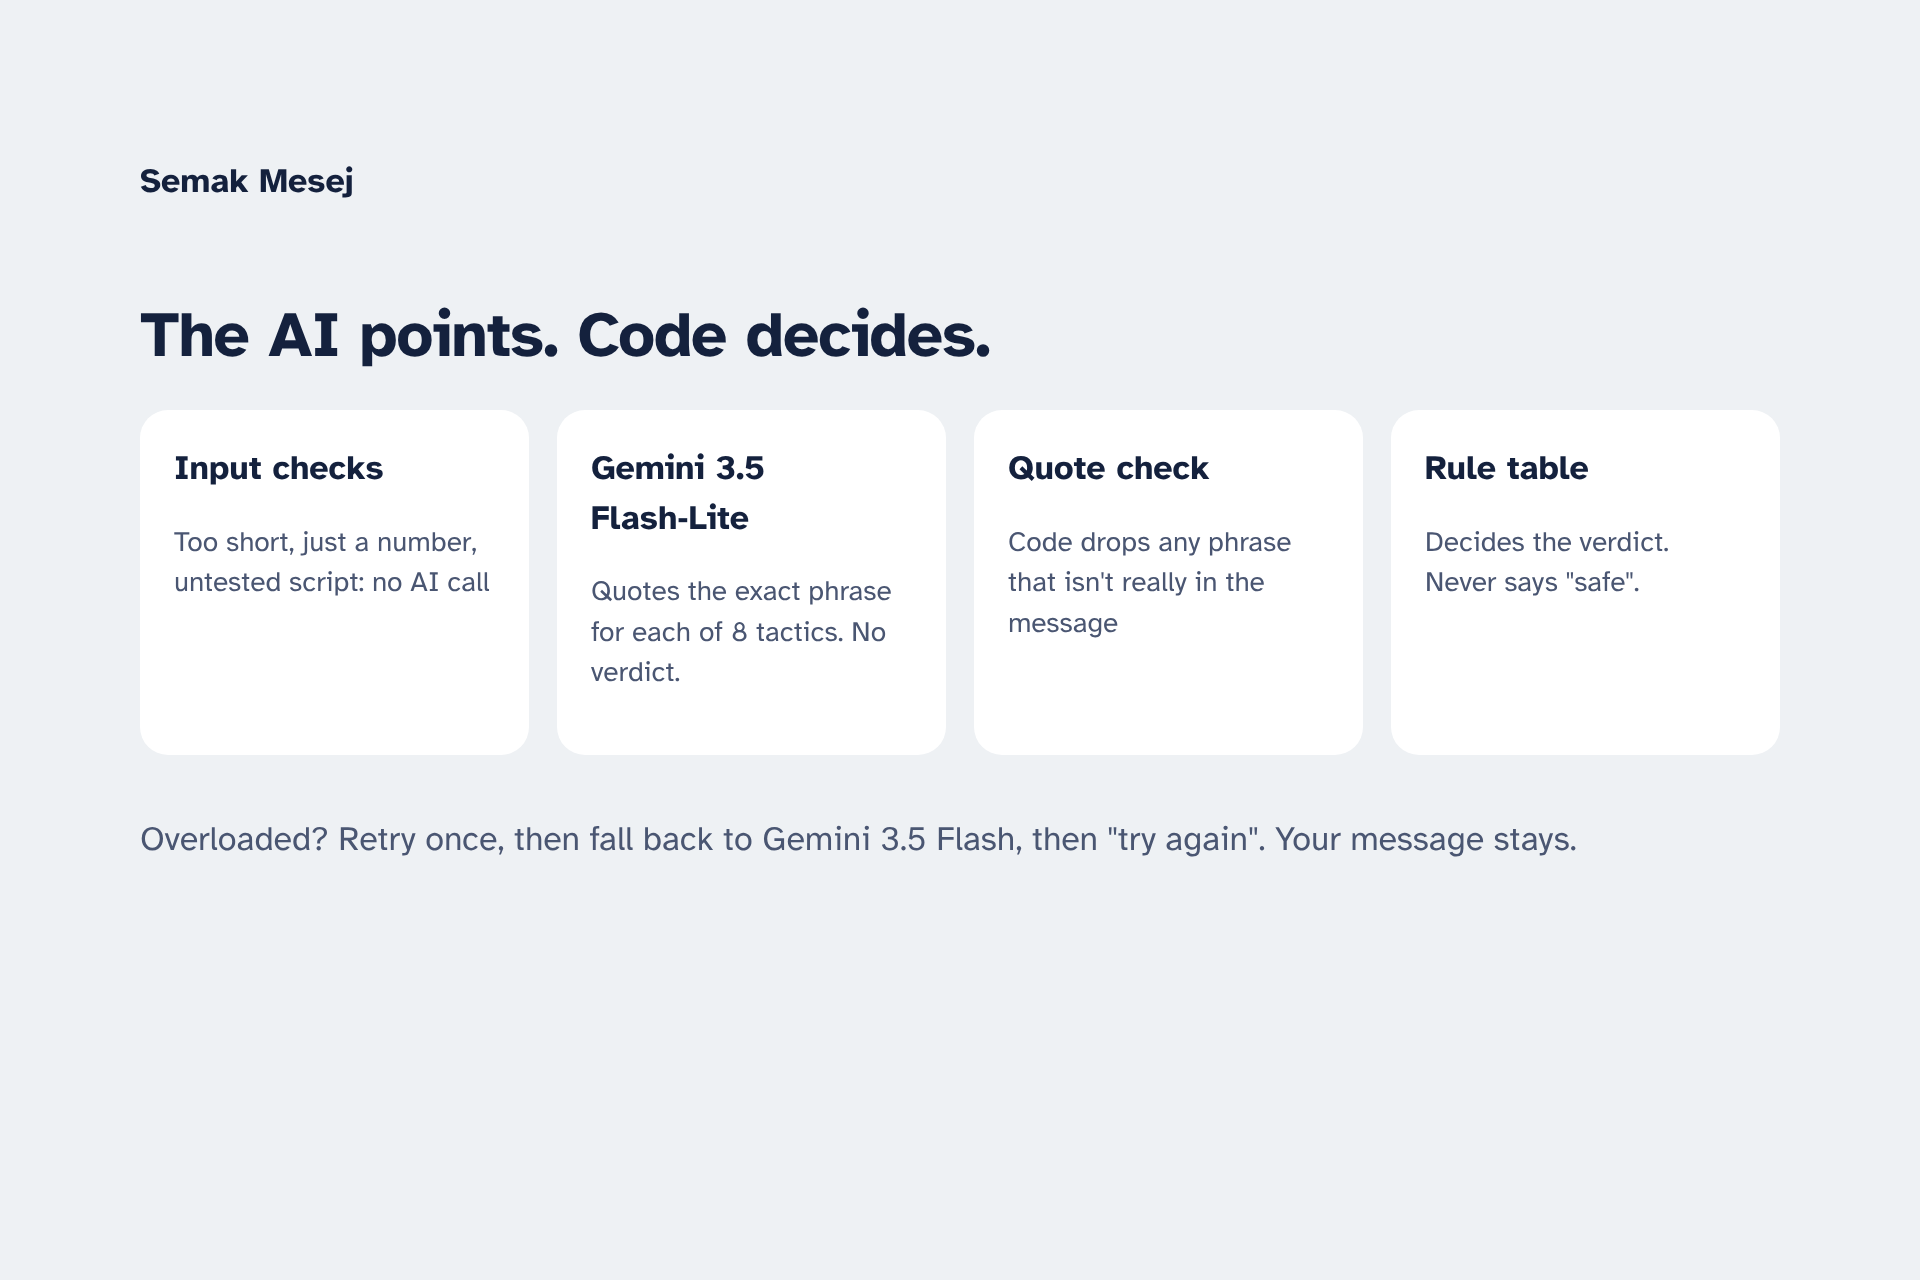 Semak Mesej
The AI points. Code decides.
Input checks
Too short, just a number,
untested script: no AI call
Gemini 3.5
Flash-Lite
Quotes the exact phrase
for each of 8 tactics. No
verdict.
Quote check
Code drops any phrase
that isn't really in the
message
Rule table
Decides the verdict.
Never says "safe".
Overloaded? Retry once, then fall back to Gemini 3.5 Flash, then "try again". Your message stays.